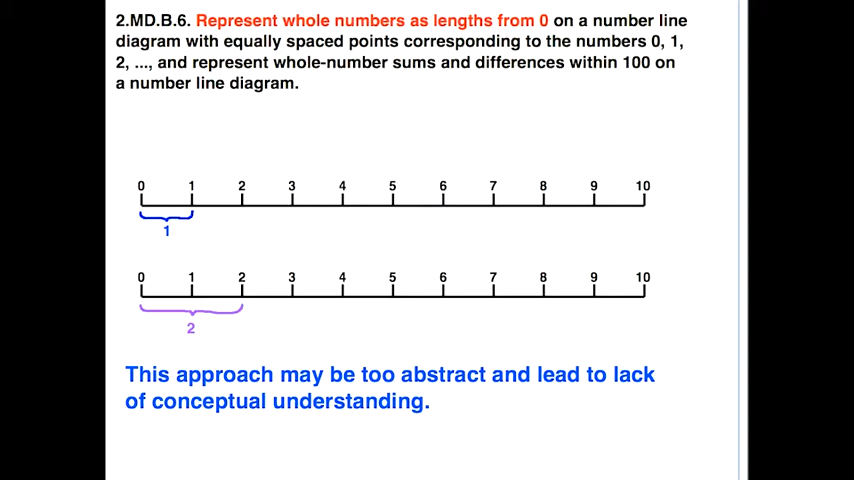 2.MD.B.6. Represent whole numbers as lengths from 0 on a number line
diagram with equally spaced points corresponding to the numbers 0, 1,
2, ..., and represent whole-number sums and differences within 100 on
a number line diagram.
0 1 2 3 4 5 6 7 8 9 10
1
0 1 2 3 4 5 6 7 8 9 10
2
This approach may be too abstract and lead to lack
of conceptual understanding.